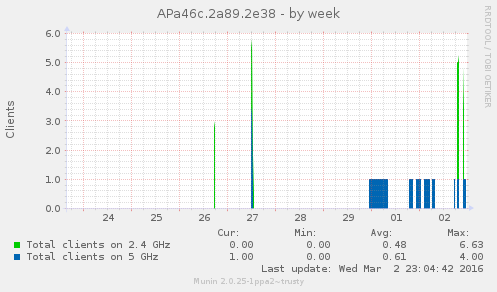 APa46c.2a89.2e38 - by week
RRDTOOL / TOBI OETIKER
Clients
6.0
5.0
4.0
3.0
2.0
1.0
0.0
24 25 26 27 28 29 01 02
Cur: Min: Avg: Max:
Total clients on 2.4 GHz 0.00 0.00 0.48 6.63
Total clients on 5 GHz 1.00 0.00 0.61 4.00
Last update: Wed Mar 2 23:04:42 2016
Munin 2.0.25-1ppa2~trusty